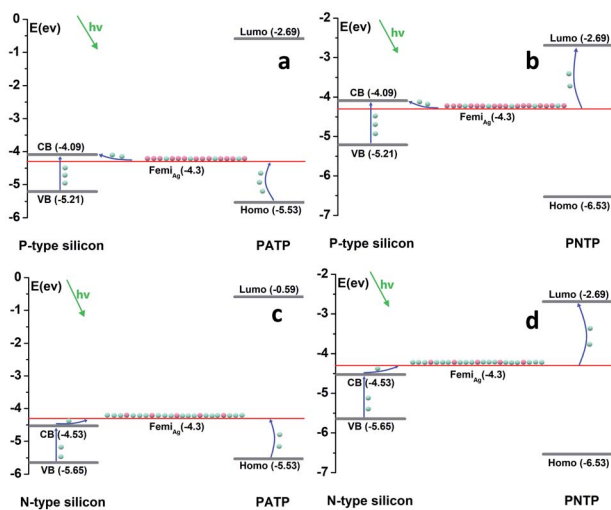 E(ev)
hv
Lumo (-2.69)
a
0
-1
-2
-3
-4
-5
-6
CB (-4.09)
Femi_Ag(-4.3)
VB (-5.21)
Homo (-5.53)
P-type silicon
PATP
E(ev)
hv
Lumo (-2.69)
b
-2
-3
-4
-5
-6
-7
CB (-4.09)
Femi_Ag(-4.3)
VB (-5.21)
Homo (-6.53)
P-type silicon
PNTP
E(ev)
hv
Lumo (-0.59)
c
0
-1
-2
-3
-4
-5
-6
CB (-4.53)
Femi_Ag(-4.3)
VB (-5.65)
Homo (-5.53)
N-type silicon
PATP
E(ev)
hv
Lumo (-2.69)
d
-2
-3
-4
-5
-6
-7
CB (-4.53)
Femi_Ag(-4.3)
VB (-5.65)
Homo (-6.53)
N-type silicon
PNTP